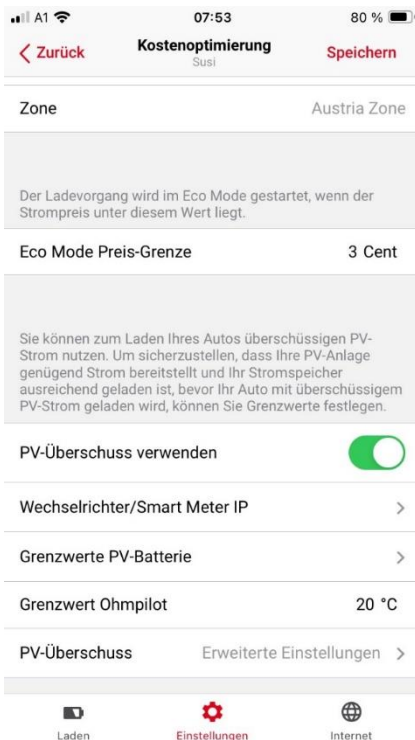 A1 07:53 80 %
Zurück Kostenoptimierung Speichern
Susi
Zone Austria Zone
Der Ladevorgang wird im Eco Mode gestartet, wenn der
Strompreis unter diesem Wert liegt.
Eco Mode Preis-Grenze 3 Cent
Sie können zum Laden Ihres Autos überschüssigen PV-
Strom nutzen. Um sicherzustellen, dass Ihre PV-Anlage
genügend Strom bereitstellt und Ihr Stromspeicher
ausreichend geladen ist, bevor Ihr Auto mit überschüssigem
PV-Strom geladen wird, können Sie Grenzwerte festlegen.
PV-Überschuss verwenden
Wechselrichter/Smart Meter IP
Grenzwerte PV-Batterie
Grenzwert Ohmpilot 20 °C
PV-Überschuss Erweiterte Einstellungen
Laden Einstellungen Internet